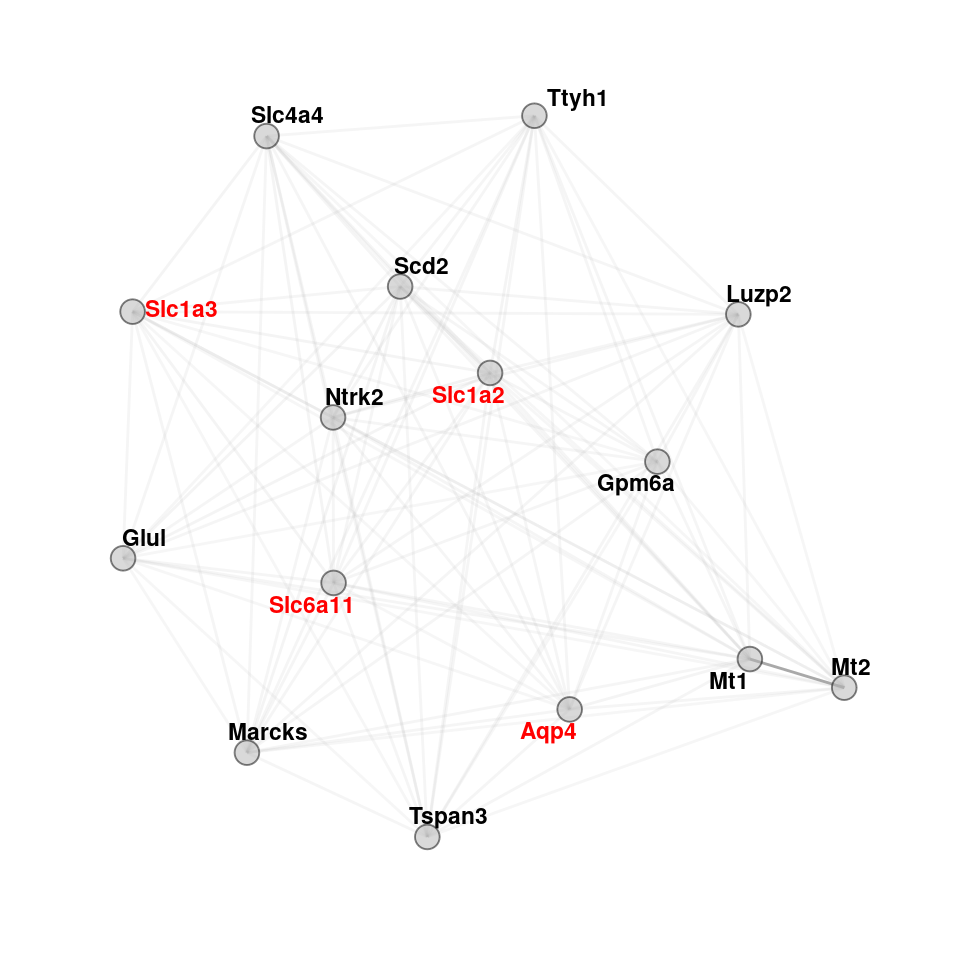 Ttyh1
Slc4a4
Scd2
Luzp2
Slc1a3
Slc1a2
Ntrk2
Gpm6a
Glul
Slc6a11
Mt2
Mt1
Aqp4
Marcks
Tspan3